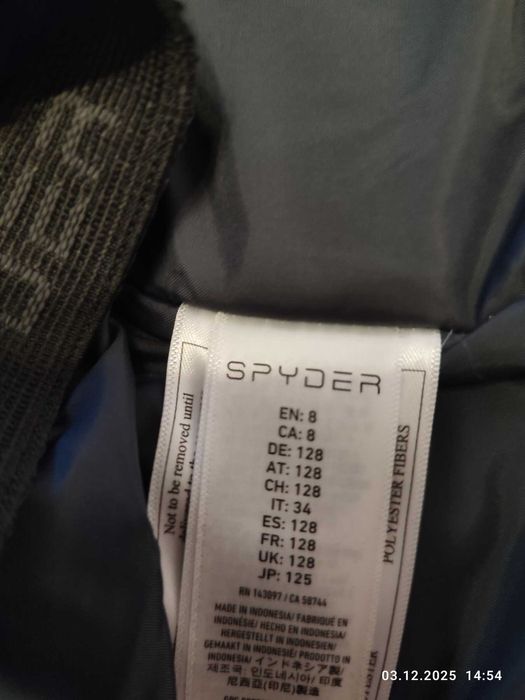 SPYDER
EN: 8
CA: 8
DE: 128
AT: 128
CH: 128
IT: 34
ES: 128
FR: 128
UK: 128
JP: 125
RN 143097 / CA 58744
MADE IN INDONESIA/ FABRIQUÉ EN
INDONÉSIE/ HECHO EN INDONESIEN/
HERGESTELLT IN INDONESIEN/
GEMAAKT IN INDONESIË/ PRODOTTO IN
INDONESIA/ インドネシア製/
제조국: 인도네시아/ 印度
尼西亞(印尼)製造
Not to be removed until
POLYESTER FIBERS
03.12.2025 14:54